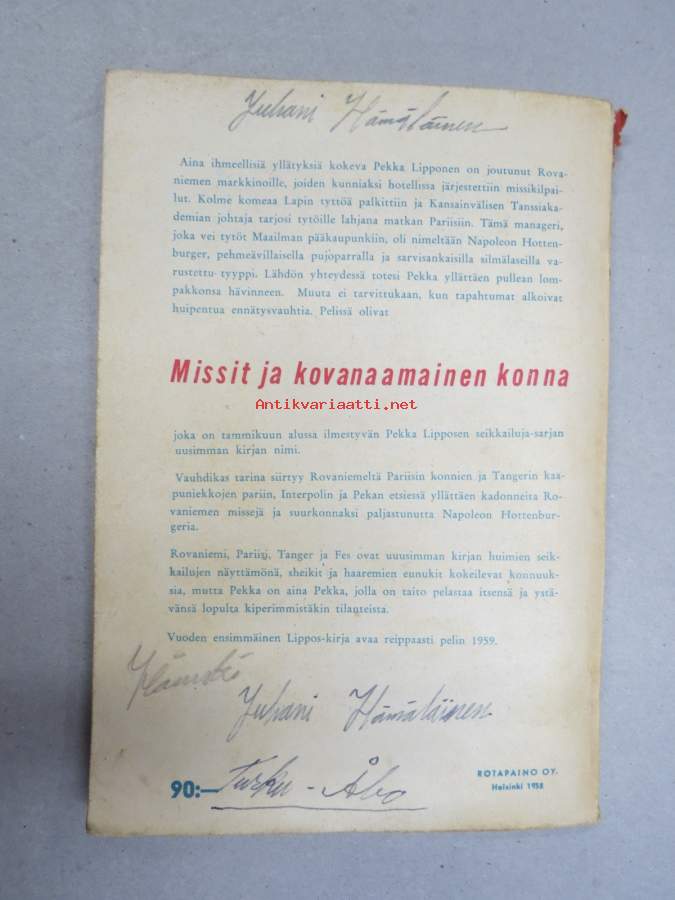 Juhani Hämäläinen
Aina ihmeellisiä yllätyksiä kokeva Pekka Lipponen on joutunut Rova-
niemen markkinoille, joiden kunniaksi hotellissa järjestettiin missikilpai-
lut. Kolme komeaa Lapin tyttöä palkittiin ja Kansainvälisen Tanssiaka-
demian johtaja tarjosi tytöille lahjana matkan Pariisiin. Tämä manageri,
joka vei tytöt Maailman pääkaupunkiin, oli nimeltään Napoleon Hotten-
burger, pehmeävillaisella pujoparralla ja sarvisankaisilla silmälaseilla va-
rustettu tyyppi. Lähdön yhteydessä totesi Pekka yllättäen pullean lom-
pakkonsa hävinneen. Muuta ei tarvittukaan, kun tapahtumat alkoivat
huipentua ennätysvauhtia. Pelissä olivat
Missit ja kovanaamainen konna
Antikvariaatti.net
joka on tammikuun alussa ilmestyvän Pekka Lipposen seikkailuja-sarjan
uusimman kirjan nimi.
Vauhdikas tarina siirtyy Rovaniemeltä Pariisin konnien ja Tangerin kaa-
puniekkojen pariin, Interpolin ja Pekan etsiessä yllättäen kadonneita Ro-
vaniemen missejä ja suurkonnaksi paljastunutta Napoleon Hottenbur-
geria.
Rovaniemi, Pariisi, Tanger ja Fes ovat uuusimman kirjan huimien seik-
kailujen näyttämönä, sheikit ja haaremien eunukit kokeilevat konnuuk-
sia, mutta Pekka on aina Pekka, jolla on taito pelastaa itsensä ja ystä-
vänsä lopulta kiperimmistäkin tilanteista.
Vuoden ensimmäinen Lippos-kirja avaa reippaasti pelin 1959.
Juhani Hämäläinen
90:— Turku - Åbo
ROTAPAINO OY.
Helsinki 1958